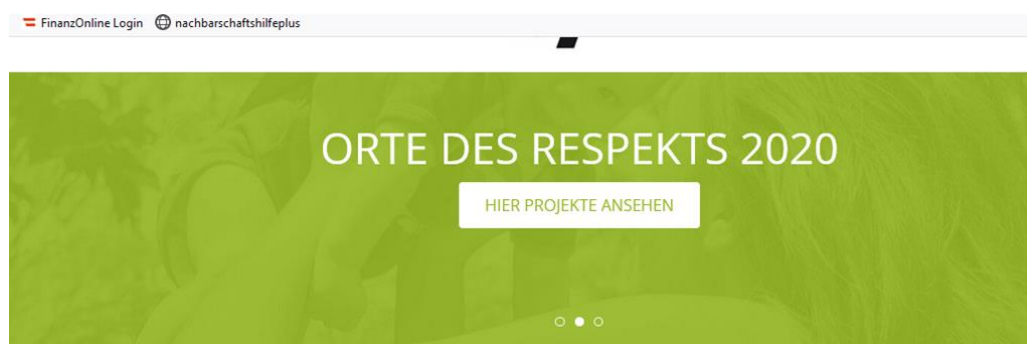 FinanzOnline Login nachbarschaftshilfeplus
ORTE DES RESPEKTS 2020
HIER PROJEKTE ANSEHEN